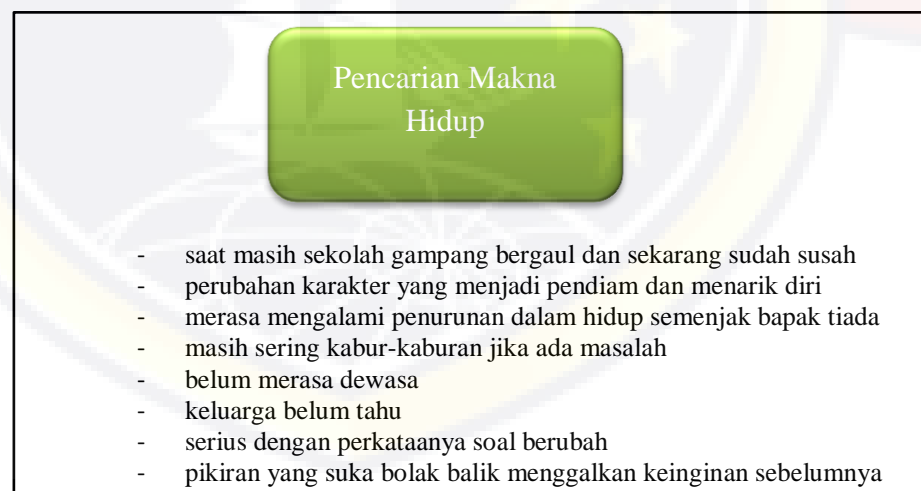 Pencarian Makna
Hidup
- saat masih sekolah gampang bergaul dan sekarang sudah susah
- perubahan karakter yang menjadi pendiam dan menarik diri
- merasa mengalami penurunan dalam hidup semenjak bapak tiada
- masih sering kabur-kaburan jika ada masalah
- belum merasa dewasa
- keluarga belum tahu
- serius dengan perkataanya soal berubah
- pikiran yang suka bolak balik menggalkan keinginan sebelumnya